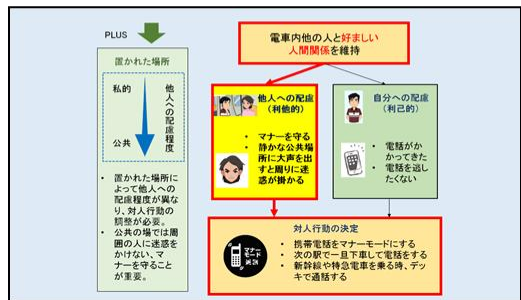 PLUS
置かれた場所
私的
公共
他人への配慮程度
• 置かれた場所に
よって他人への
配慮程度が異な
り、対人行動の
調整が必要。
• 公共の場では周
囲の人に迷惑を
かけない、マ
ナーを守ること
が重要。
電車内他の人と好ましい
人間関係を維持
他人への配慮
(利他的)
• マナーを守る
• 静かな公共場
所に大声を出
すと周りに迷
惑が掛かる
自分への配慮
(利己的)
• 電話がか
かってきた
• 電話を逃し
たくない
対人行動の決定
マナー
モード
• 携帯電話をマナーモードにする
• 次の駅で一旦下車して電話をする
• 新幹線や特急電車を乗る時、デッ
キで通話する